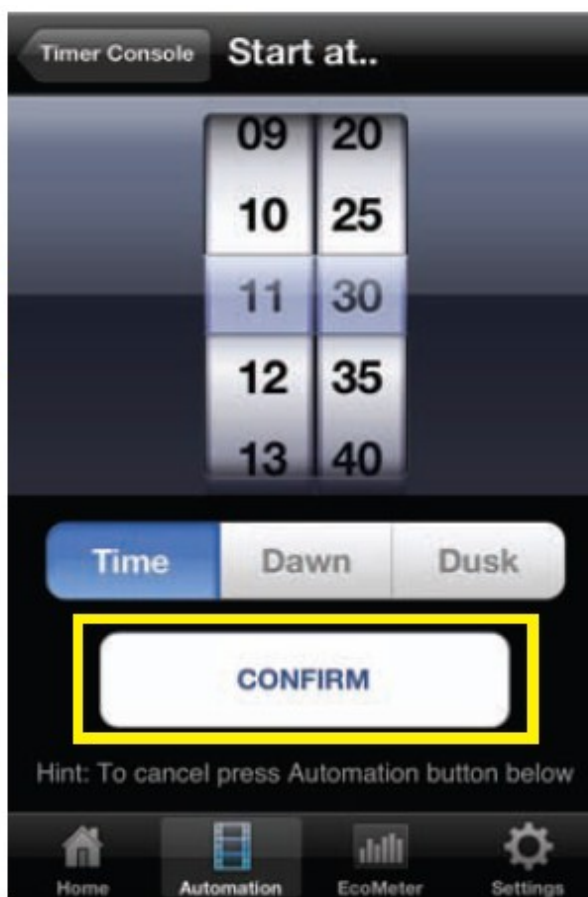 Timer Console Start at..
09 20
10 25
11 30
12 35
13 40
Time Dawn Dusk
CONFIRM
Hint: To cancel press Automation button below
Home Automation EcoMeter Settings